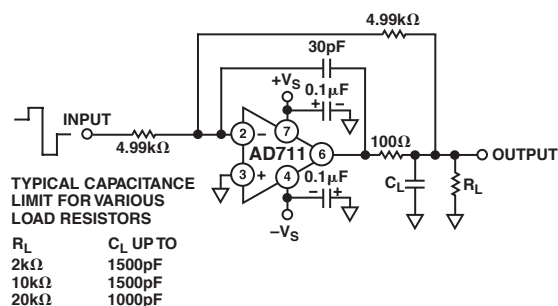 4.99kΩ
30pF
+VS
0.1µF
+ –
INPUT
4.99kΩ
2 –
7
AD711
6
100Ω
OUTPUT
3 +
4
0.1µF
– +
–VS
CL
RL
TYPICAL CAPACITANCE
LIMIT FOR VARIOUS
LOAD RESISTORS
RL CL UP TO
2kΩ 1500pF
10kΩ 1500pF
20kΩ 1000pF